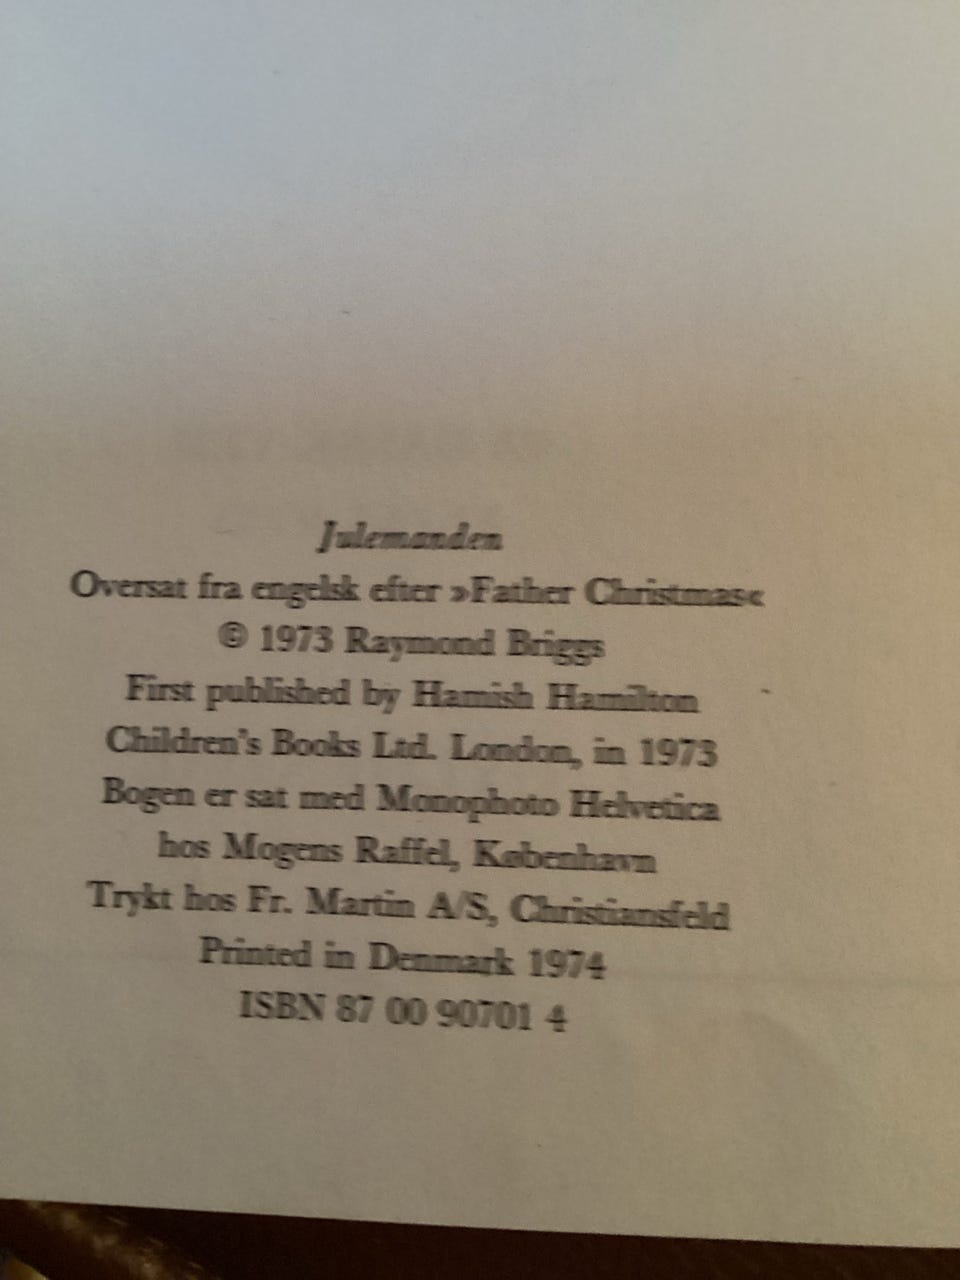 Julemanden
Oversat fra engelsk efter »Father Christmas«
© 1973 Raymond Briggs
First published by Hamish Hamilton
Children's Books Ltd. London, in 1973
Bogen er sat med Monophoto Helvetica
hos Mogens Raffel, København
Trykt hos Fr. Martin A/S, Christiansfeld
Printed in Denmark 1974
ISBN 87 00 90701 4